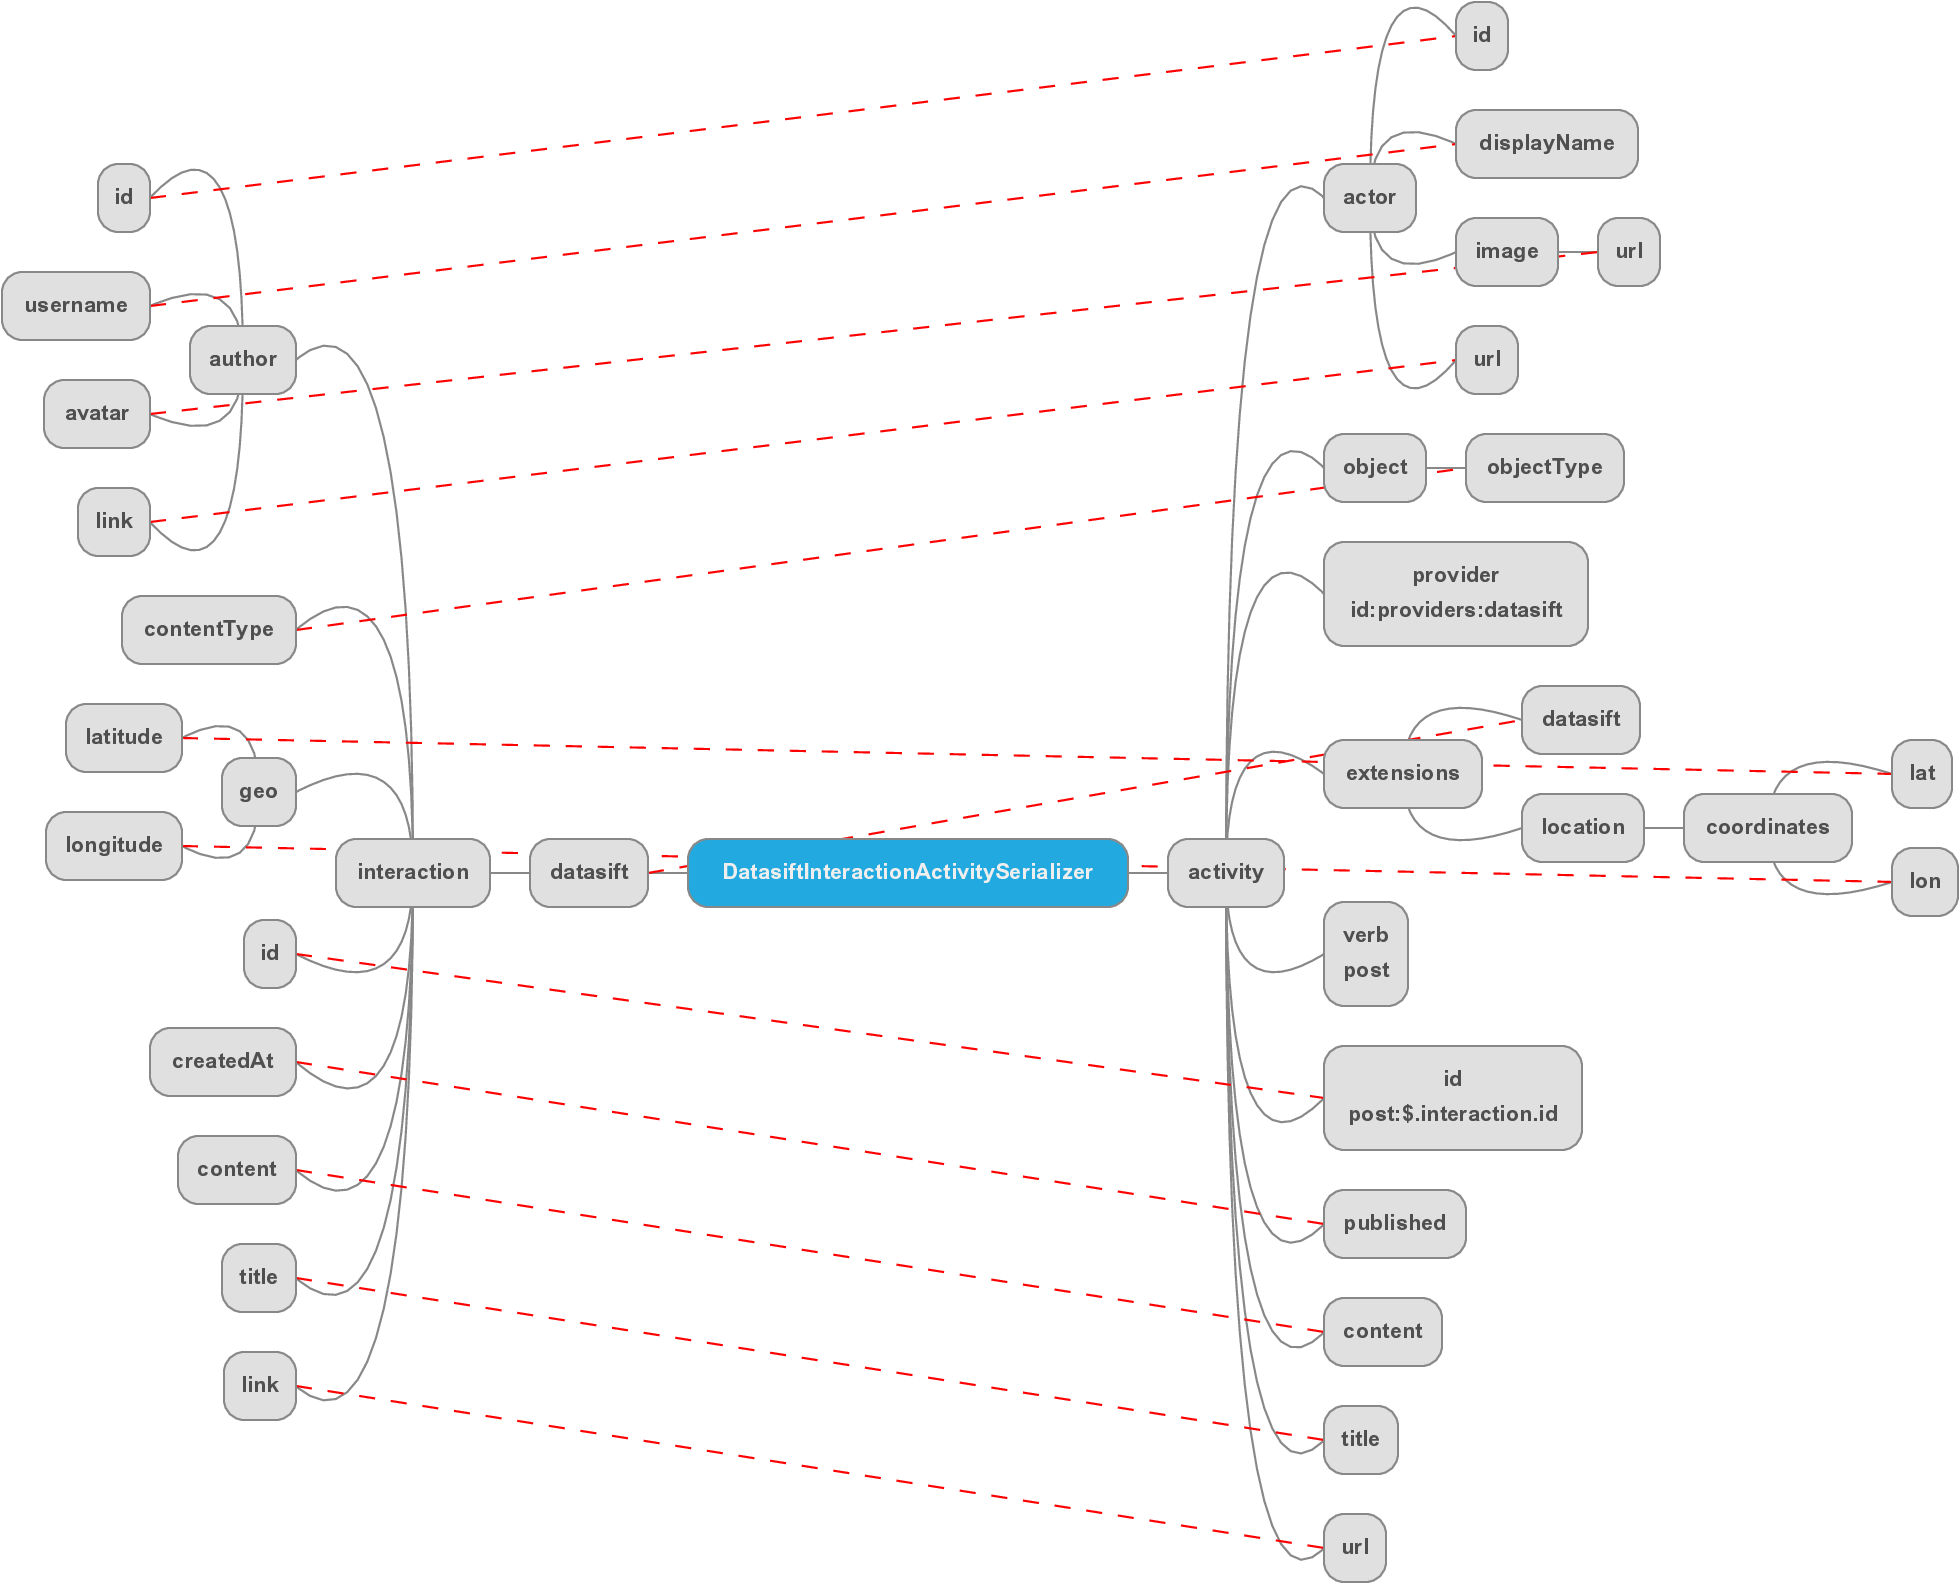 id
username
author
avatar
link
contentType
latitude
geo
longitude
interaction
datasift
id
createdAt
content
title
link
DatasiftInteractionActivitySerializer
activity
id
displayName
actor
image
url
url
object
objectType
provider
id:providers:datasift
datasift
extensions
location
coordinates
lat
lon
verb
post
id
post:$.interaction.id
published
content
title
url